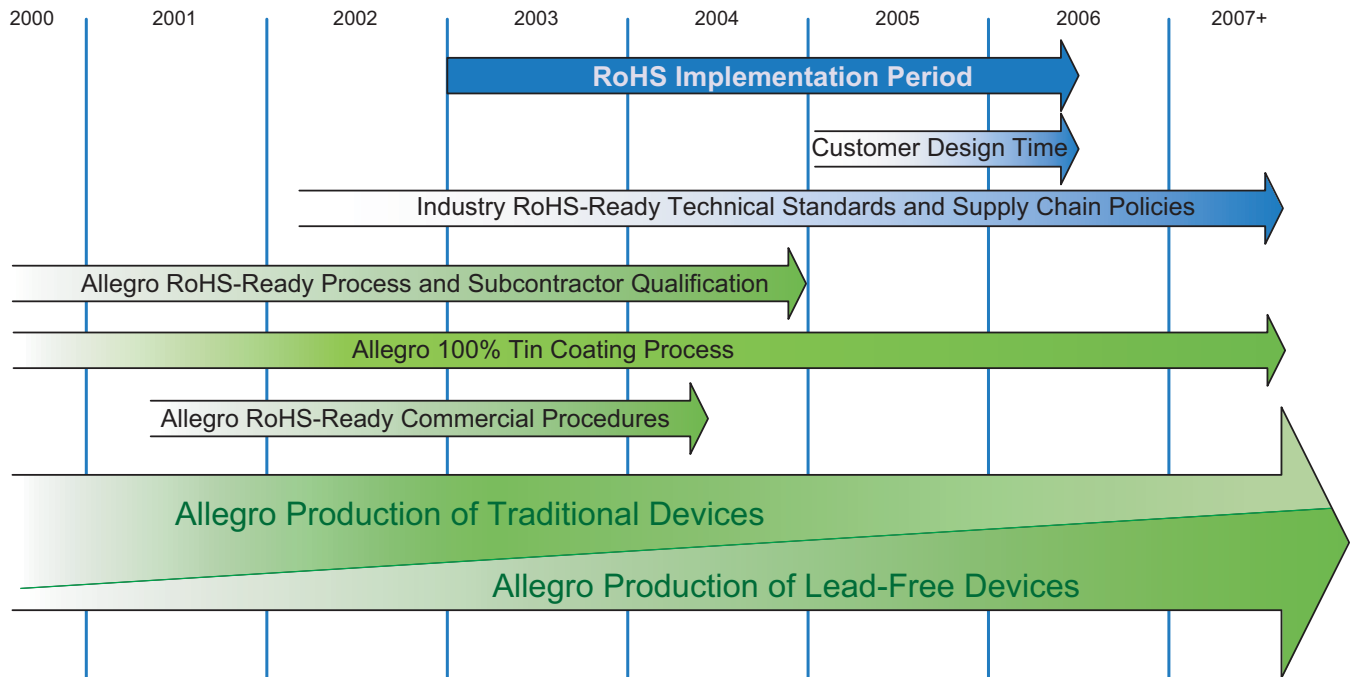 2000 2001 2002 2003 2004 2005 2006 2007+
RoHS Implementation Period
Customer Design Time
Industry RoHS-Ready Technical Standards and Supply Chain Policies
Allegro RoHS-Ready Process and Subcontractor Qualification
Allegro 100% Tin Coating Process
Allegro RoHS-Ready Commercial Procedures
Allegro Production of Traditional Devices
Allegro Production of Lead-Free Devices